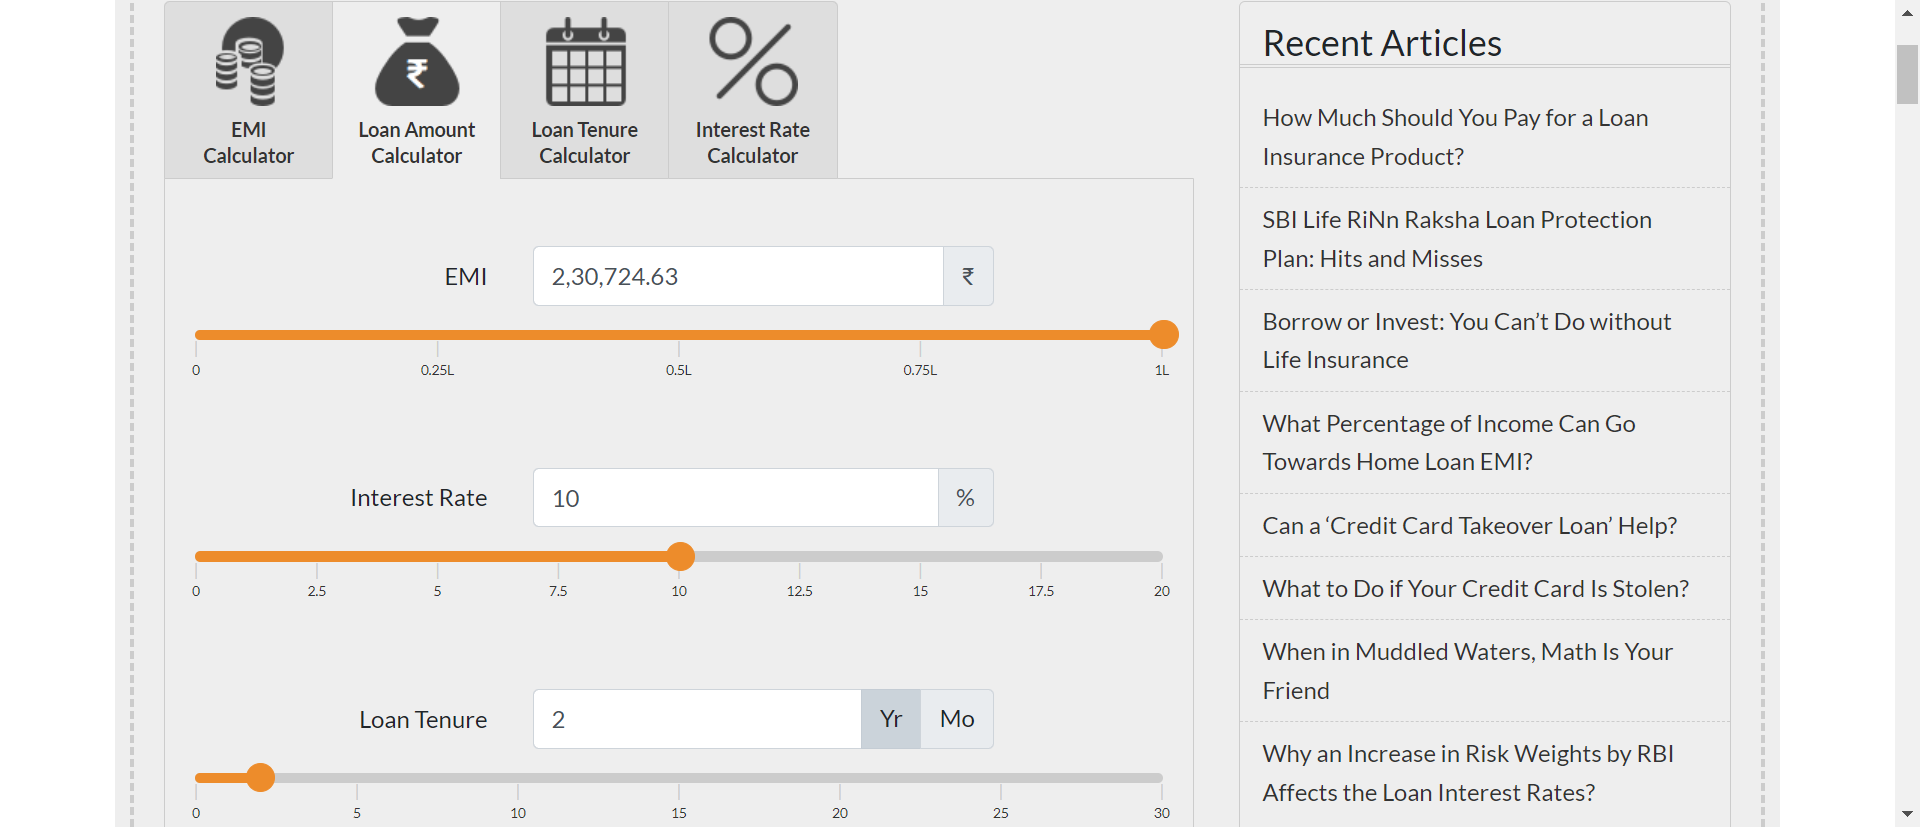 EMI
Calculator
Loan Amount
Calculator
Loan Tenure
Calculator
Interest Rate
Calculator
EMI
2,30,724.63
₹
0
0.25L
0.5L
0.75L
1L
Interest Rate
10
%
0
2.5
5
7.5
10
12.5
15
17.5
20
Loan Tenure
2
Yr
Mo
0
5
10
15
20
25
30
Recent Articles
How Much Should You Pay for a Loan
Insurance Product?
SBI Life RiNn Raksha Loan Protection
Plan: Hits and Misses
Borrow or Invest: You Can’t Do without
Life Insurance
What Percentage of Income Can Go
Towards Home Loan EMI?
Can a ‘Credit Card Takeover Loan’ Help?
What to Do if Your Credit Card Is Stolen?
When in Muddled Waters, Math Is Your
Friend
Why an Increase in Risk Weights by RBI
Affects the Loan Interest Rates?